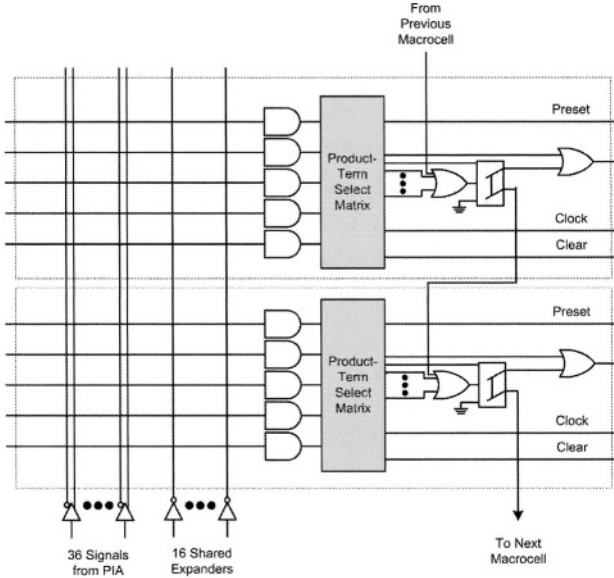 From
Previous
Macrocell
Preset
Product-
Term
Select
Matrix
Clock
Clear
Preset
Product-
Term
Select
Matrix
Clock
Clear
36 Signals
from PIA
16 Shared
Expanders
To Next
Macrocell